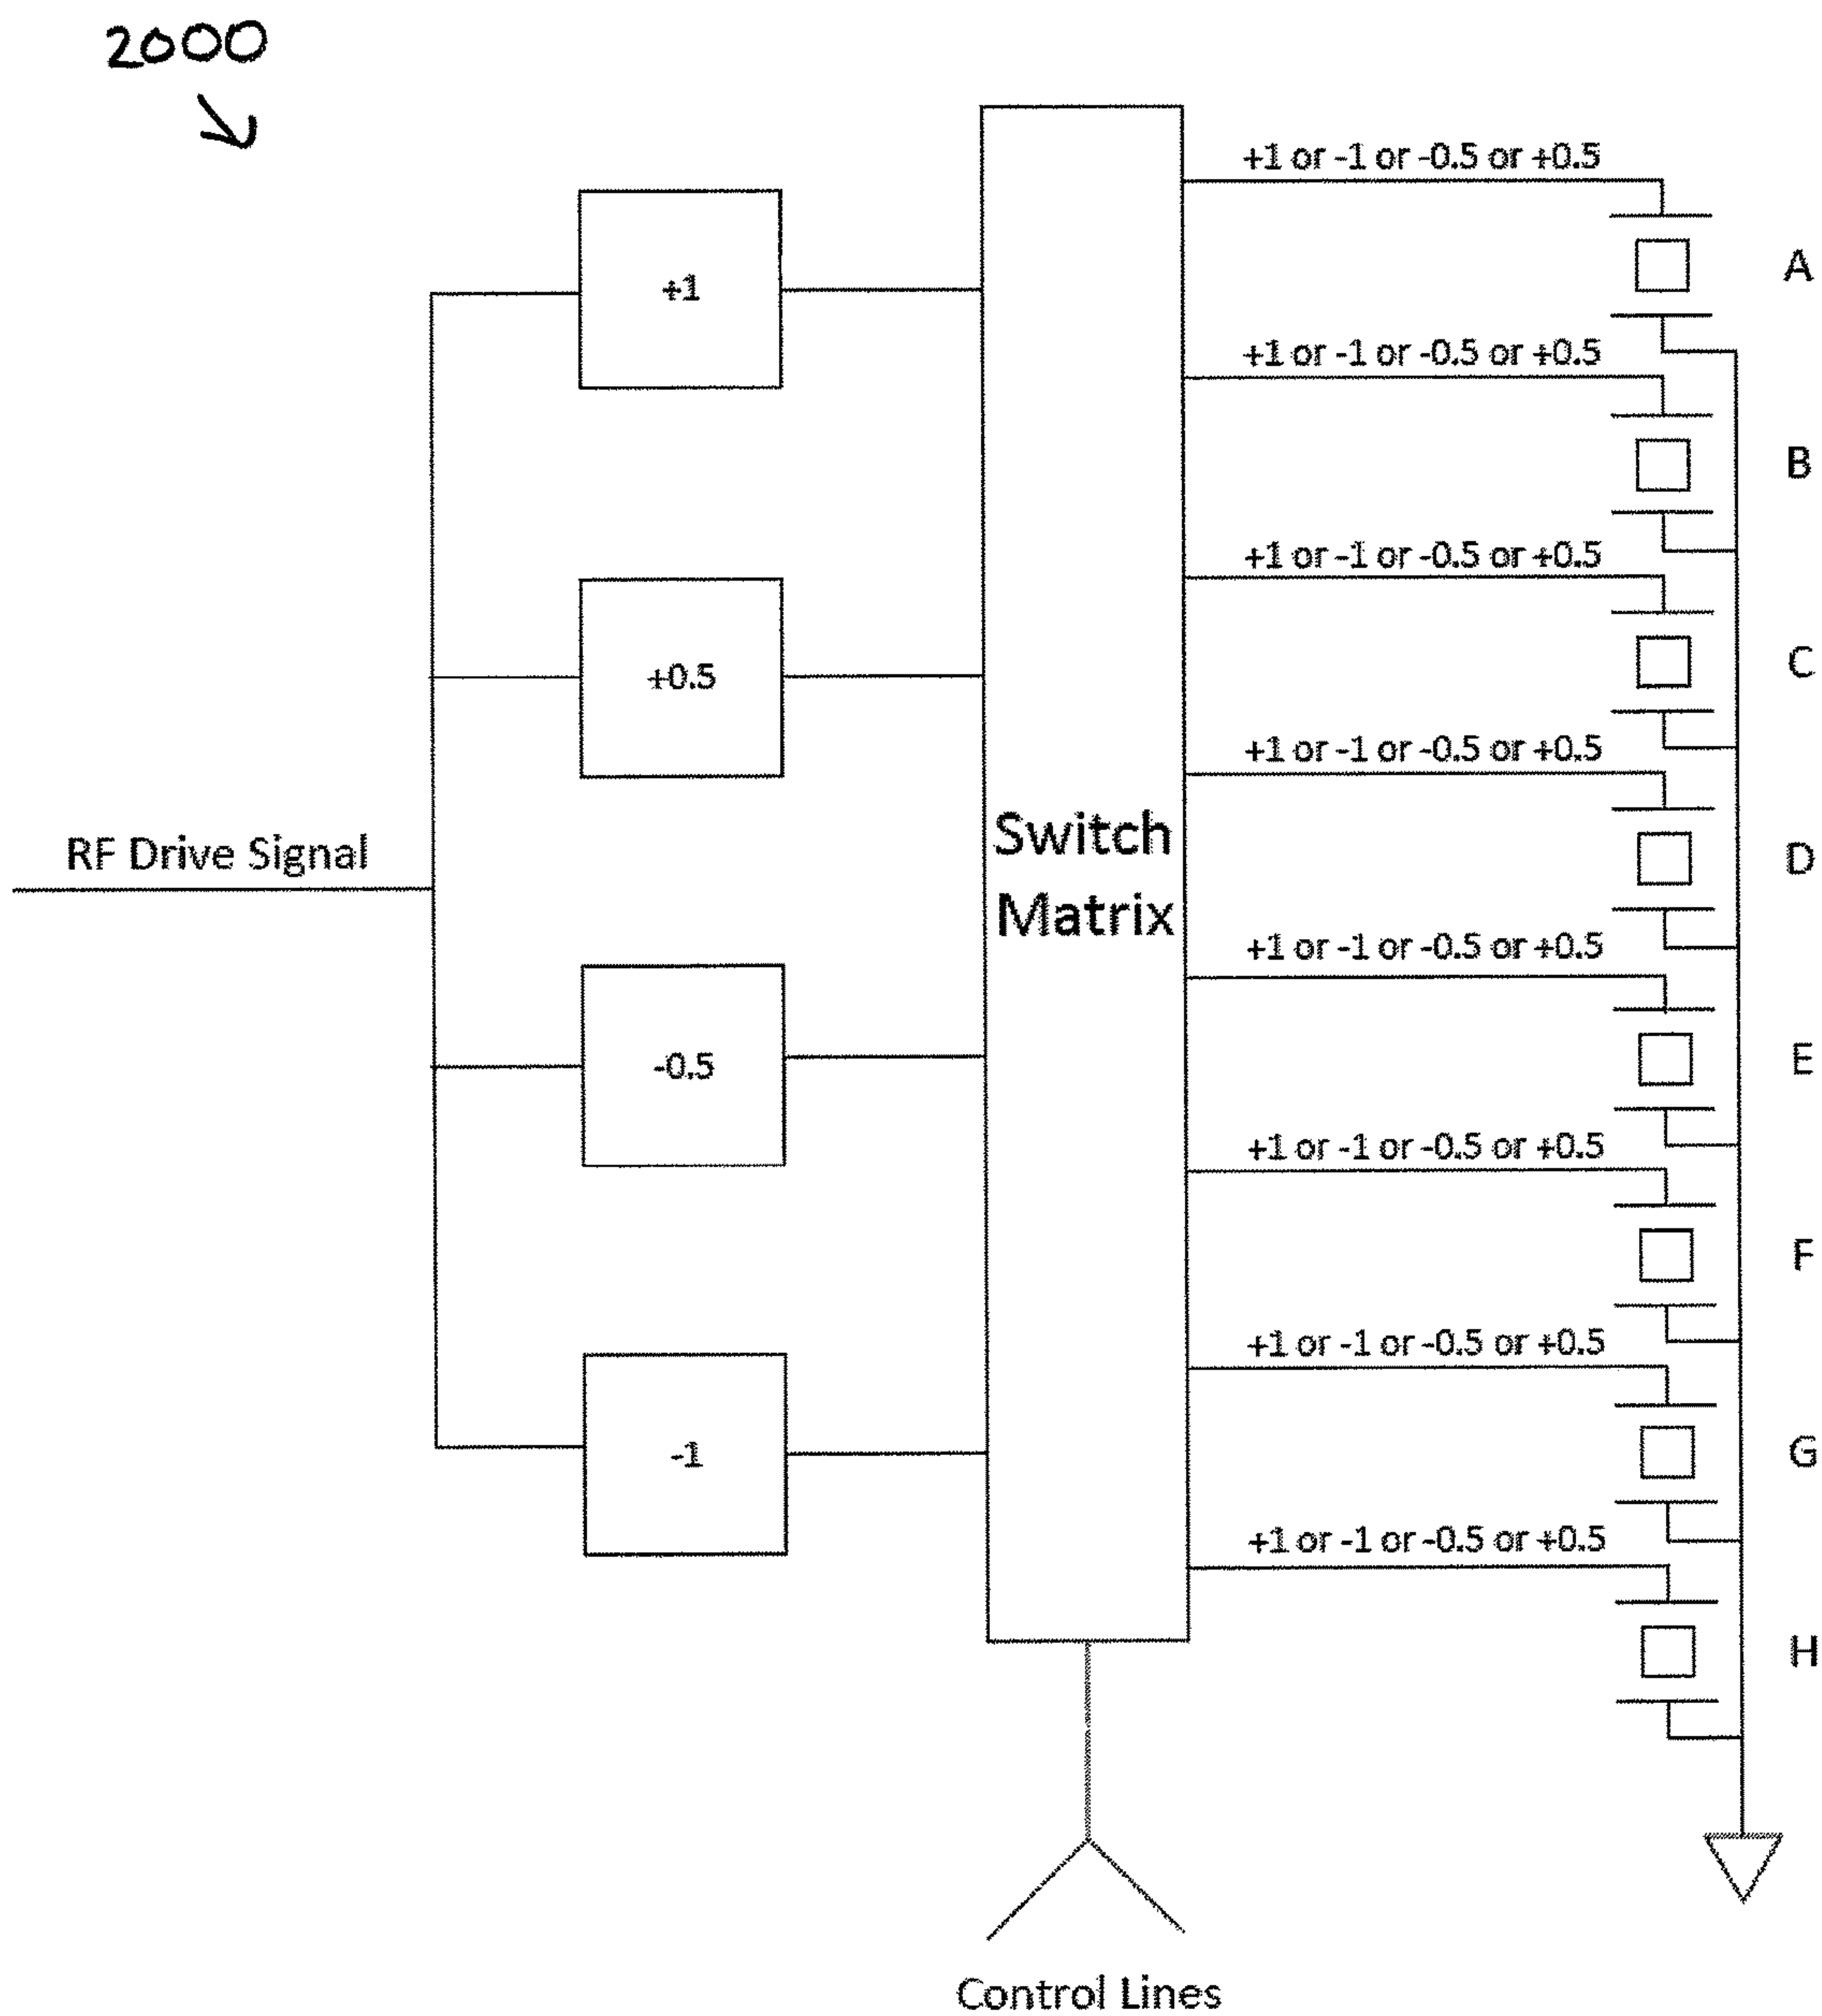 2000
+1 or -1 or -0.5 or +0.5
A
+1
+1 or -1 or -0.5 or +0.5
B
+1 or -1 or -0.5 or +0.5
C
+0.5
+1 or -1 or -0.5 or +0.5
D
RF Drive Signal
Switch
Matrix
+1 or -1 or -0.5 or +0.5
E
-0.5
+1 or -1 or -0.5 or +0.5
F
+1 or -1 or -0.5 or +0.5
G
-1
+1 or -1 or -0.5 or +0.5
H
Control Lines